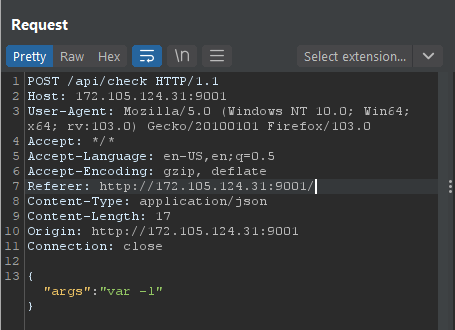 Request
Pretty Raw Hex \n Select extension...
1 POST /api/check HTTP/1.1
2 Host: 172.105.124.31:9001
3 User-Agent: Mozilla/5.0 (Windows NT 10.0; Win64;
x64; rv:103.0) Gecko/20100101 Firefox/103.0
4 Accept: */*
5 Accept-Language: en-US,en;q=0.5
6 Accept-Encoding: gzip, deflate
7 Referer: http://172.105.124.31:9001/
8 Content-Type: application/json
9 Content-Length: 17
10 Origin: http://172.105.124.31:9001
11 Connection: close
12
13 {
"args":"var -l"
}